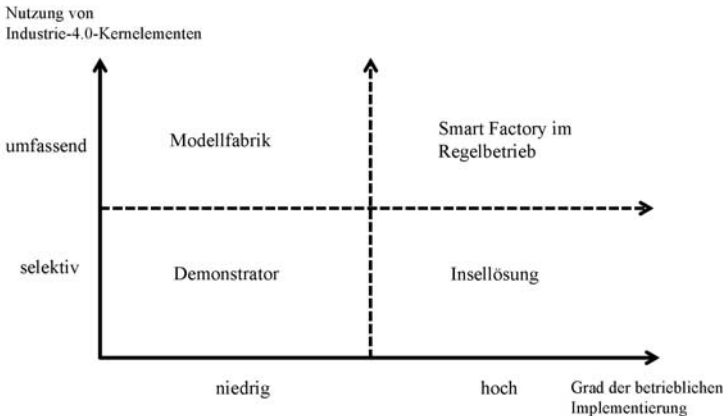 Nutzung von
Industrie-4.0-Kernelementen
umfassend
Modellfabrik
Smart Factory im
Regelbetrieb
selektiv
Demonstrator
Insellösung
niedrig
hoch
Grad der betrieblichen
Implementierung